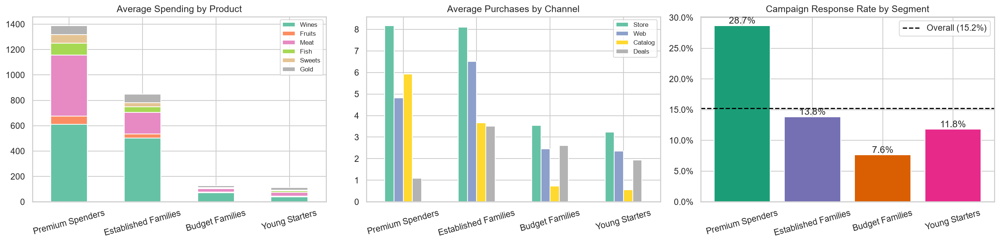 Average Spending by Product
1400
1200
1000
800
600
400
200
0
Wines
Fruits
Meat
Fish
Sweets
Gold
Premium Spenders
Established Families
Budget Families
Young Starters
Average Purchases by Channel
8
7
6
5
4
3
2
1
0
Store
Web
Catalog
Deals
Premium Spenders
Established Families
Budget Families
Young Starters
Campaign Response Rate by Segment
30.0%
25.0%
20.0%
15.0%
10.0%
5.0%
0.0%
Overall (15.2%)
28.7%
13.8%
7.6%
11.8%
Premium Spenders
Established Families
Budget Families
Young Starters